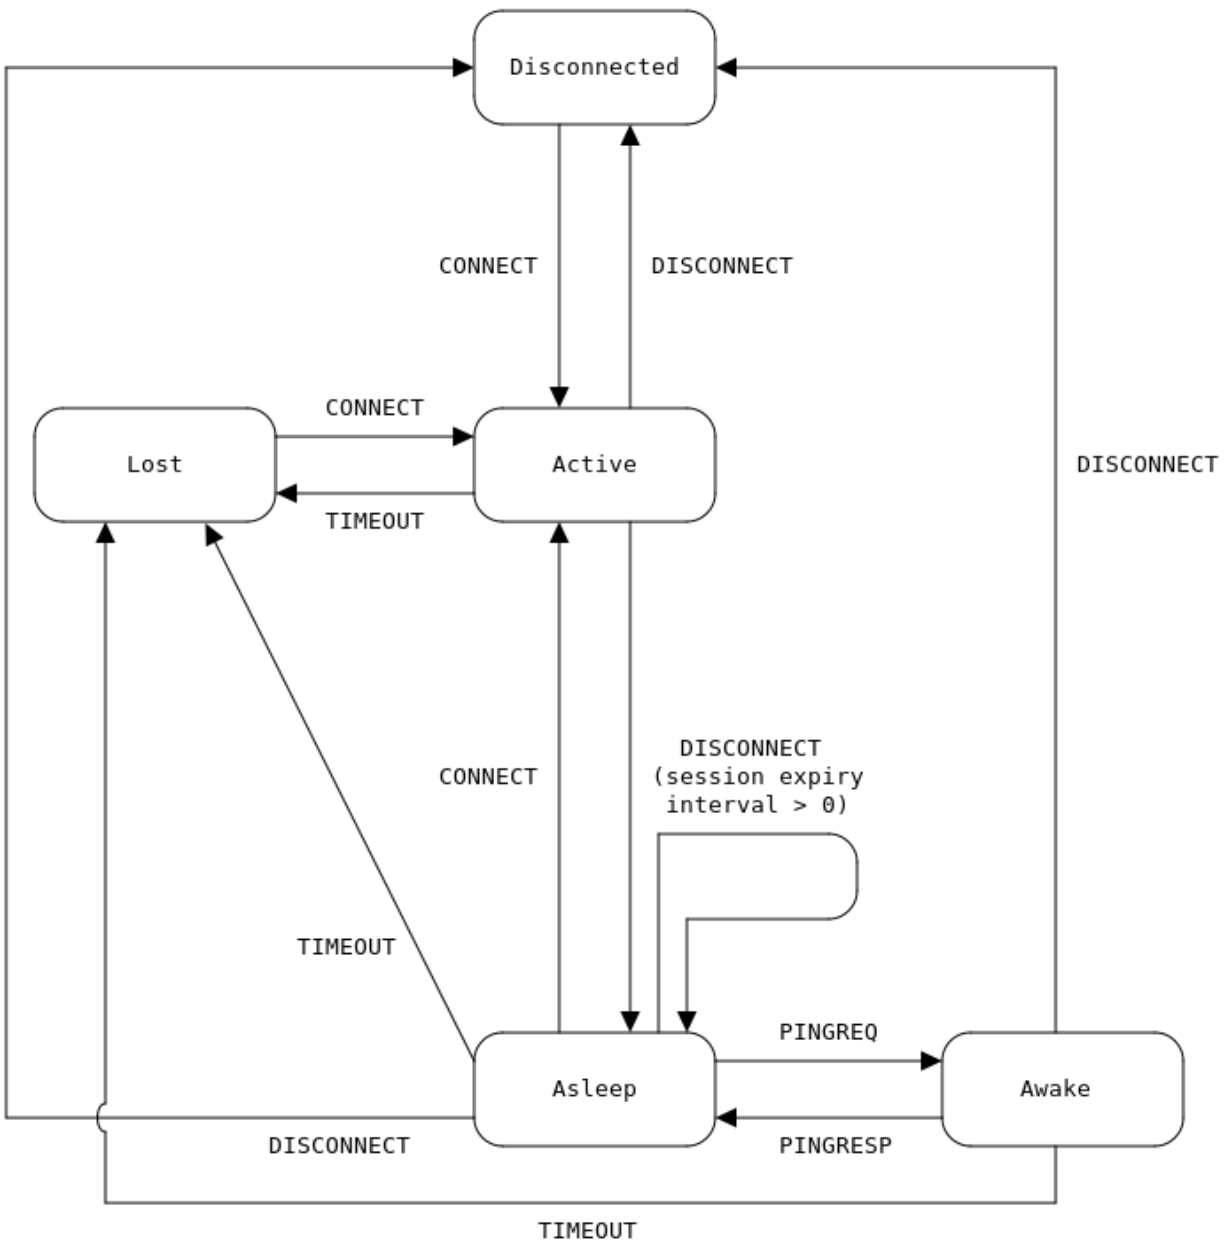 Disconnected
CONNECT
DISCONNECT
CONNECT
Lost
Active
DISCONNECT
TIMEOUT
DISCONNECT
(session expiry
interval > 0)
CONNECT
TIMEOUT
PINGREQ
Asleep
Awake
DISCONNECT
PINGRESP
TIMEOUT